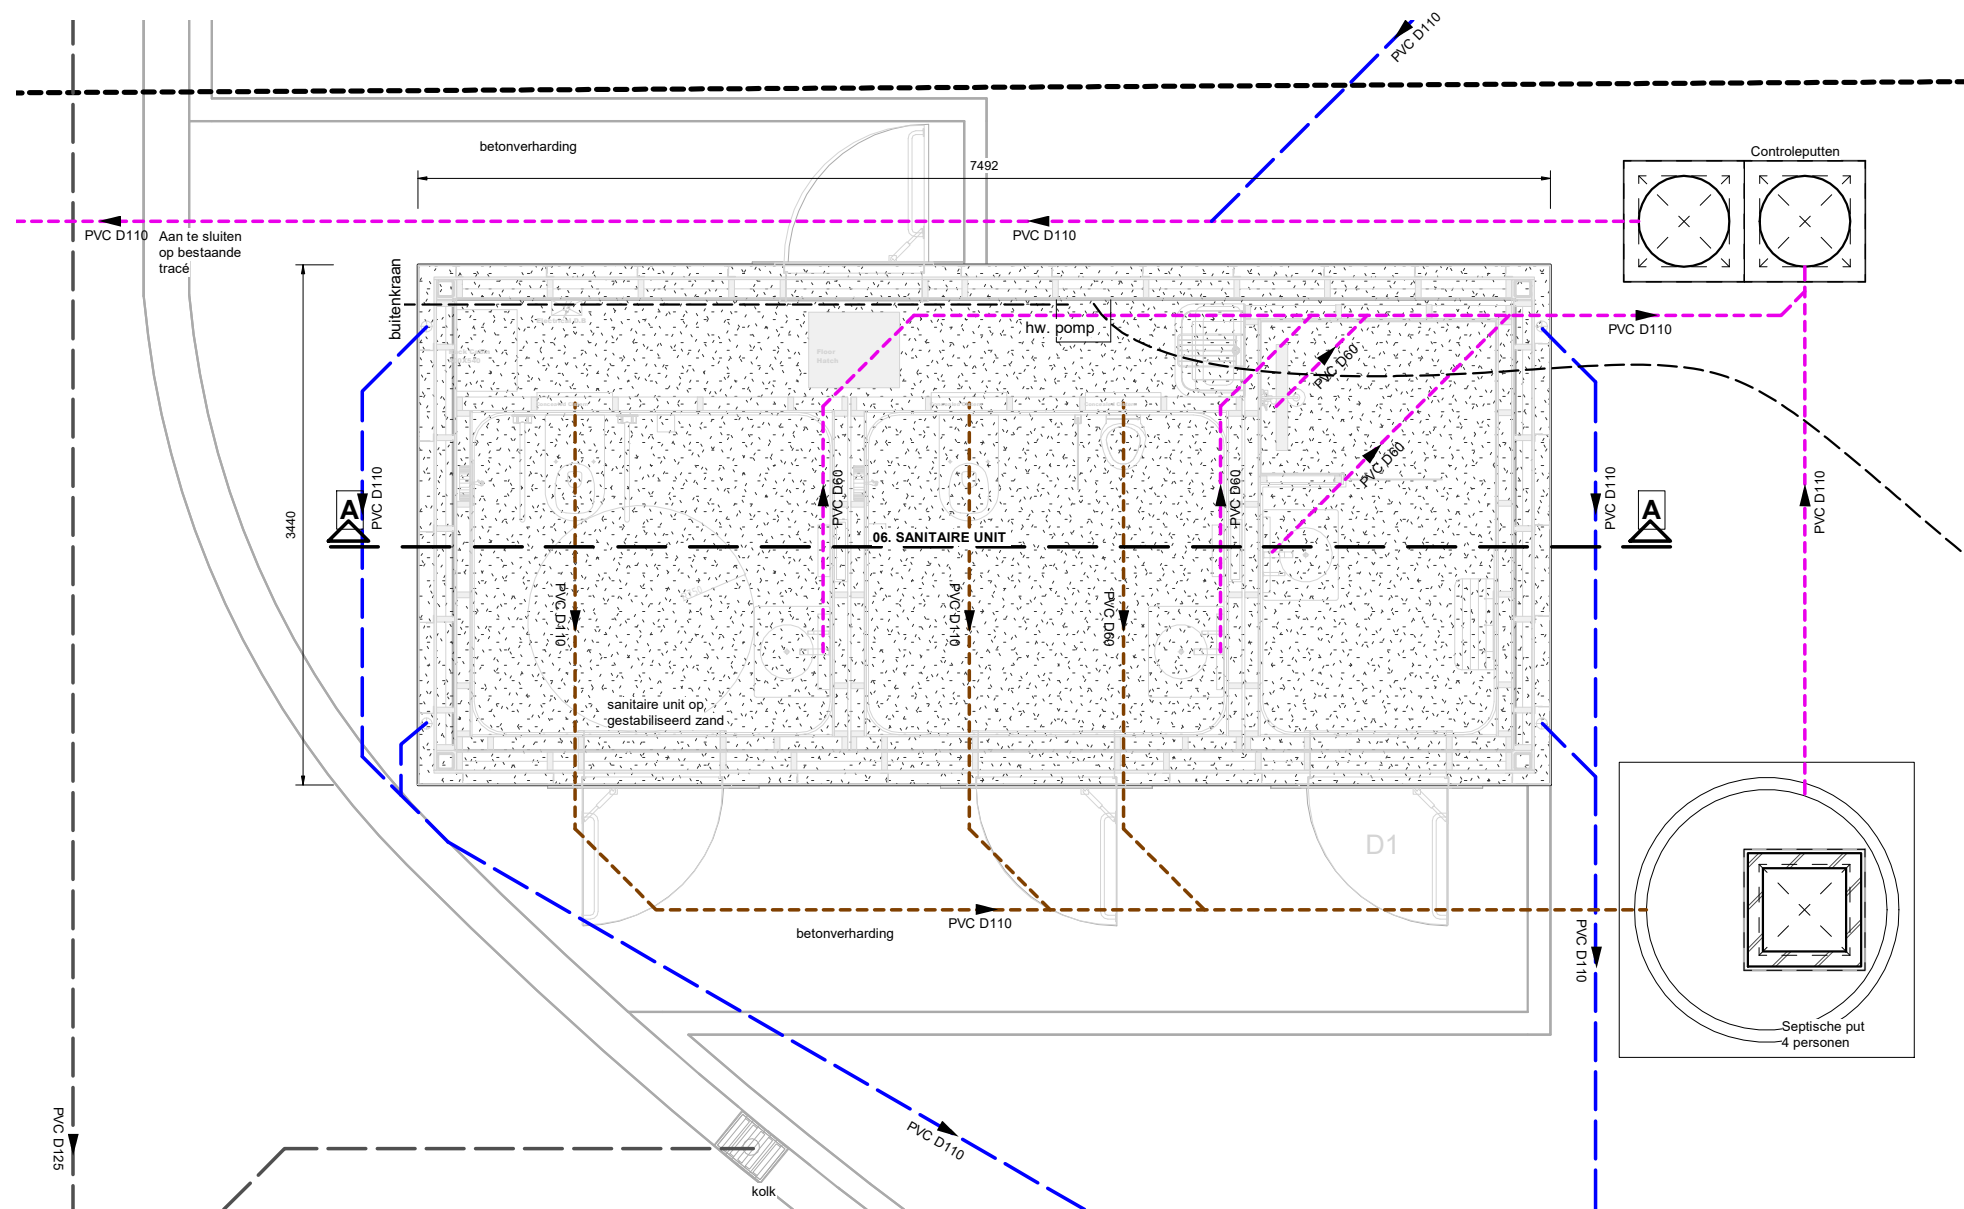 PVC D110
betonverharding
Controleputten
7492
PVC D110
Aan te sluiten
op bestaande
tracé
PVC D110
buitenkraan
hw. pomp
PVC D110
Floor
Hatch
PVC D60
PVC D60
PVC D110
PVC D60
PVC D60
PVC D110
PVC D110
A
A
3440
06. SANITAIRE UNIT
PVC D110
PVC D110
PVC D60
sanitaire unit op
gestabiliseerd zand
D1
PVC D110
betonverharding
PVC D110
Septische put
4 personen
PVC D125
PVC D110
kolk